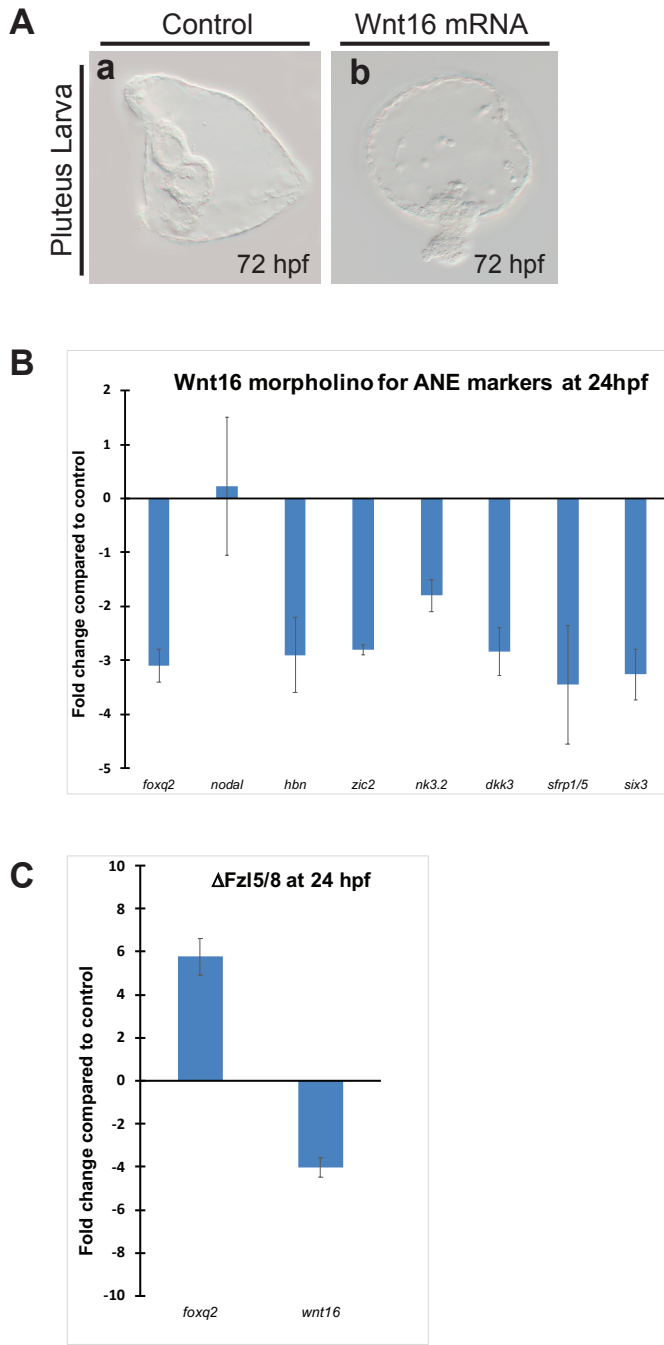 A
Control
Wnt16 mRNA
a
b
Pluteus Larva
72 hpf
72 hpf
B
Wnt16 morpholino for ANE markers at 24hpf
Fold change compared to control
2
1
0
-1
-2
-3
-4
-5
foxq2 nodal hbn zic2 nk3.2 dkk3 sfrp1/5 six3
C
ΔFzl5/8 at 24 hpf
Fold change compared to control
10
8
6
4
2
0
-2
-4
-6
-8
-10
foxq2 wnt16